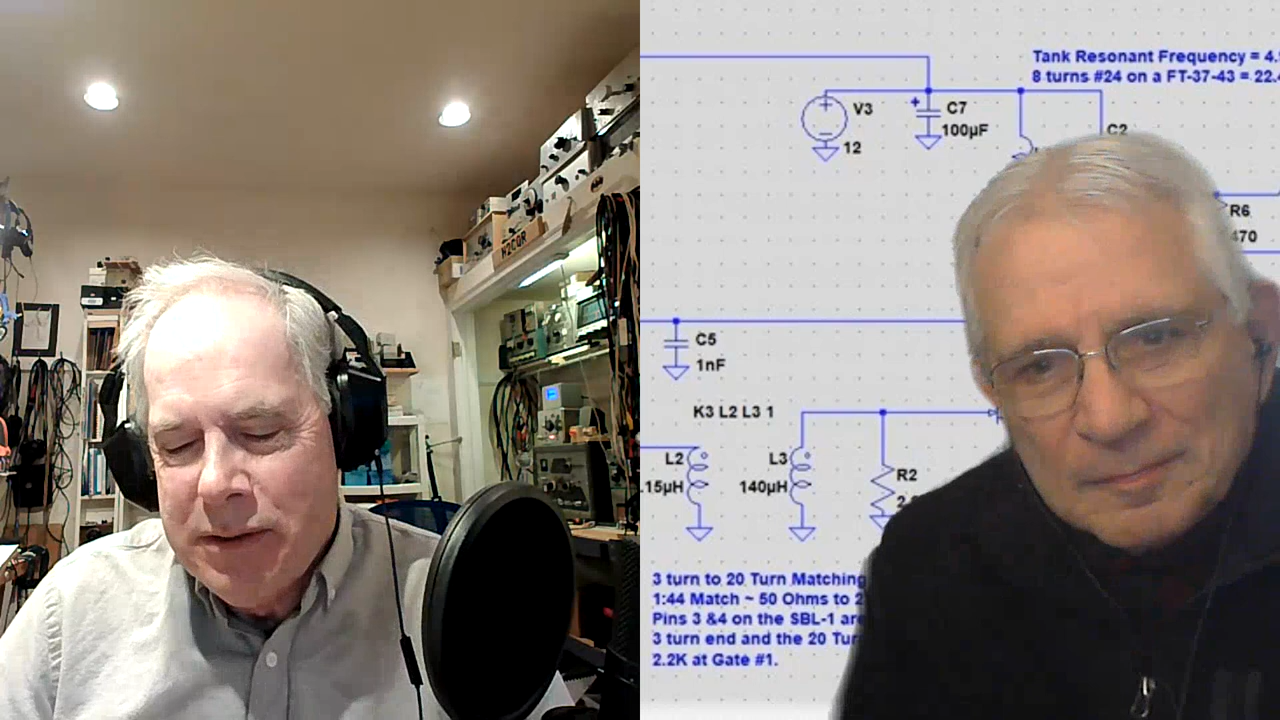 N2CQR
Tank Resonant Frequency = 4.
8 turns #24 on a FT-37-43 = 22.
V3
12
C7
100µF
C2
R6
470
C5
1nF
K3 L2 L3 1
L2
.15µH
L3
140µH
R2
3 turn to 20 Turn Matching
1:44 Match ~ 50 Ohms to 2
Pins 3 &4 on the SBL-1 are
3 turn end and the 20 Tur
2.2K at Gate #1.